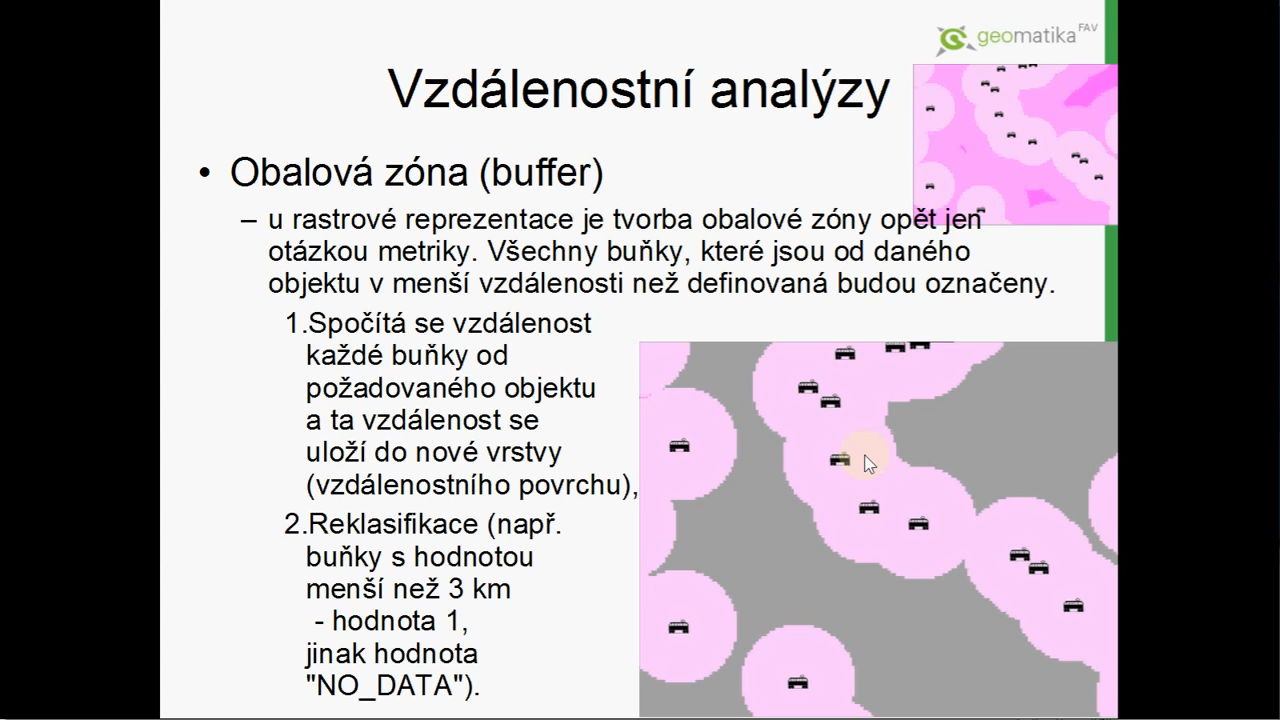 geomatika FAV
Vzdálenostní analýzy
• Obalová zóna (buffer)
– u rastrové reprezentace je tvorba obalové zóny opět jen
otázkou metriky. Všechny buňky, které jsou od daného
objektu v menší vzdálenosti než definovaná budou označeny.
1.Spočítá se vzdálenost
každé buňky od
požadovaného objektu
a ta vzdálenost se
uloží do nové vrstvy
(vzdálenostního povrchu),
2.Reklasifikace (např.
buňky s hodnotou
menší než 3 km
- hodnota 1,
jinak hodnota
"NO_DATA").